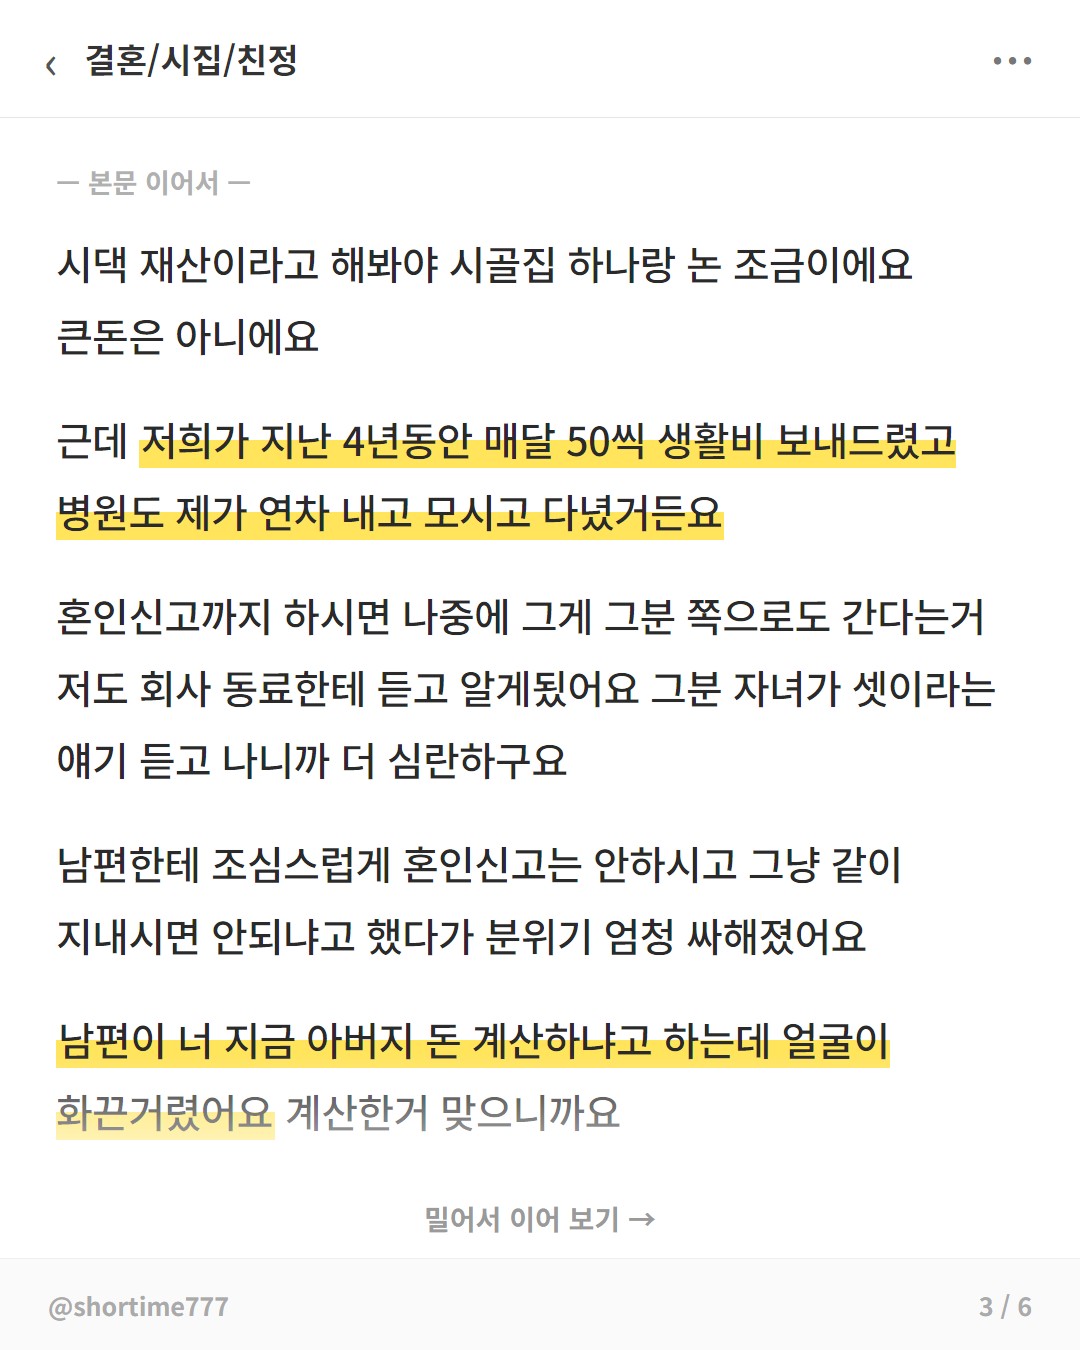 ‹ 결혼/시집/친정 •••
— 본문 이어서 —
시댁 재산이라고 해봐야 시골집 하나랑 논 조금이에요
큰돈은 아니에요
근데 저희가 지난 4년동안 매달 50씩 생활비 보내드렸고
병원도 제가 연차 내고 모시고 다녔거든요
혼인신고까지 하시면 나중에 그게 그분 쪽으로도 간다는거
저도 회사 동료한테 듣고 알게됬어요 그분 자녀가 셋이라는
얘기 듣고 나니까 더 심란하구요
남편한테 조심스럽게 혼인신고는 안하시고 그냥 같이
지내시면 안되냐고 했다가 분위기 엄청 싸해졌어요
남편이 너 지금 아버지 돈 계산하냐고 하는데 얼굴이
화끈거렸어요 계산한거 맞으니까요
밀어서 이어 보기 →
@shortime777 3 / 6